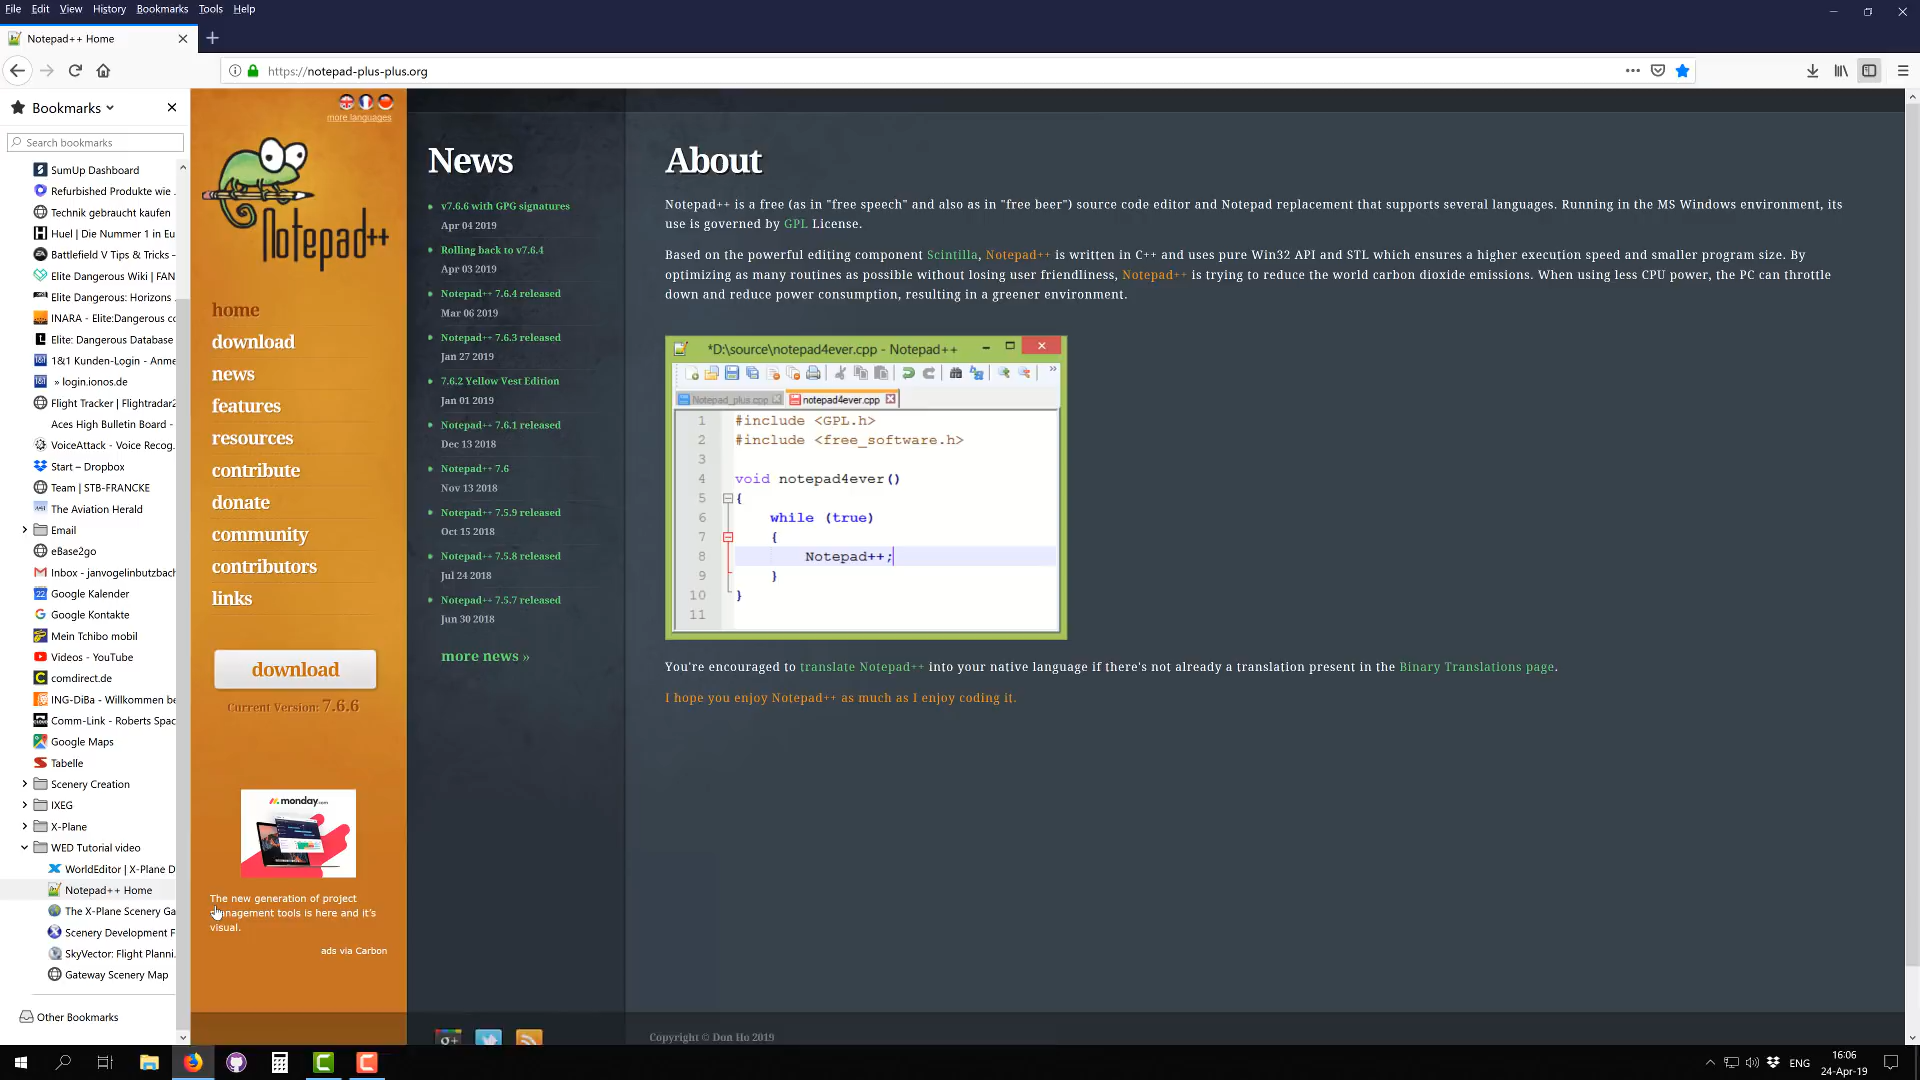 File Edit View History Bookmarks Tools Help
Notepad++ Home
https://notepad-plus-plus.org
Bookmarks
Search bookmarks
SumUp Dashboard
Refurbished Produkte wie
Technik gebraucht kaufen
Huel | Die Nummer 1 in Eu
Battlefield V Tips & Tricks –
Elite Dangerous Wiki | FAN
Elite Dangerous: Horizons
INARA - Elite:Dangerous co
Elite: Dangerous Database
1&1 Kunden-Login - Anme
» login.ionos.de
Flight Tracker | Flightradar2
Aces High Bulletin Board -
VoiceAttack - Voice Recog.
Start – Dropbox
Team | STB-FRANCKE
The Aviation Herald
Email
eBase2go
Inbox - janvogelinbutzbach
Google Kalender
Google Kontakte
Mein Tchibo mobil
Videos - YouTube
comdirect.de
ING-DiBa - Willkommen be
Comm-Link - Roberts Spac
Google Maps
Tabelle
Scenery Creation
IXEG
X-Plane
WED Tutorial video
WorldEditor | X-Plane D
Notepad++ Home
The X-Plane Scenery Ga
Scenery Development F
SkyVector: Flight Planni.
Gateway Scenery Map
Other Bookmarks
more languages
Notepad++
home
download
news
features
resources
contribute
donate
community
contributors
links
download
Current Version: 7.6.6
monday.com
The new generation of project
management tools is here and it's
visual.
ads via Carbon
News
v7.6.6 with GPG signatures
Apr 04 2019
Rolling back to v7.6.4
Apr 03 2019
Notepad++ 7.6.4 released
Mar 06 2019
Notepad++ 7.6.3 released
Jan 27 2019
7.6.2 Yellow Vest Edition
Jan 01 2019
Notepad++ 7.6.1 released
Dec 13 2018
Notepad++ 7.6
Nov 13 2018
Notepad++ 7.5.9 released
Oct 15 2018
Notepad++ 7.5.8 released
Jul 24 2018
Notepad++ 7.5.7 released
Jun 30 2018
more news »
g+
About
Notepad++ is a free (as in "free speech" and also as in "free beer") source code editor and Notepad replacement that supports several languages. Running in the MS Windows environment, its
use is governed by GPL License.
Based on the powerful editing component Scintilla, Notepad++ is written in C++ and uses pure Win32 API and STL which ensures a higher execution speed and smaller program size. By
optimizing as many routines as possible without losing user friendliness, Notepad++ is trying to reduce the world carbon dioxide emissions. When using less CPU power, the PC can throttle
down and reduce power consumption, resulting in a greener environment.
*D:\source\notepad4ever.cpp - Notepad++
Notepad_plus.cpp notepad4ever.cpp
1 #include <GPL.h>
2 #include <free_software.h>
3
4 void notepad4ever()
5 {
6 while (true)
7 {
8 Notepad++;
9 }
10 }
11
You're encouraged to translate Notepad++ into your native language if there's not already a translation present in the Binary Translations page.
I hope you enjoy Notepad++ as much as I enjoy coding it.
Copyright © Don Ho 2019
ENG
16:06
24-Apr-19